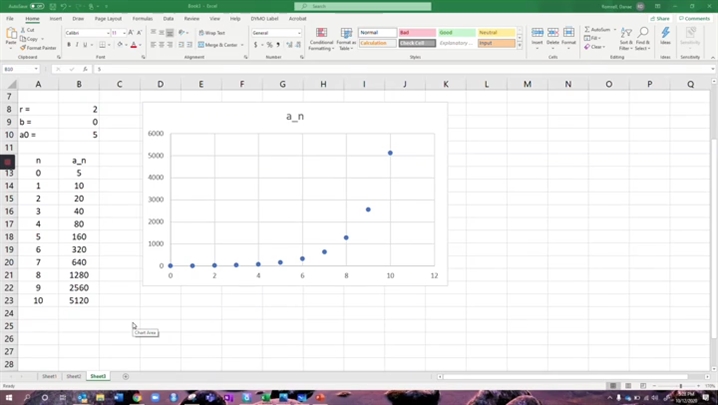 AutoSave Off Book3 - Excel Search
File Home Insert Draw Page Layout Formulas Data Review View Help DYMO Label Acrobat Share Comments
Cut
Copy
Format Painter
Paste
Clipboard
Calibri 11
Font
Wrap Text
Merge & Center
Alignment
General
Number
Conditional Formatting
Format as Table
Normal Bad Good Neutral
Calculation Check Cell Explanatory ... Input
Styles
Insert Delete Format
Cells
AutoSum
Fill
Clear
Sort & Filter
Find & Select
Editing
Ideas
Sensitivity
B10 fx 5
A B C D E F G H I J K L M N O P Q
7
8 r = 2
9 b = 0
10 a0 = 5
11
n a_n
13 0 5
14 1 10
15 2 20
16 3 40
17 4 80
18 5 160
19 6 320
20 7 640
21 8 1280
22 9 2560
23 10 5120
24
25
26
27
28
a_n
6000
5000
4000
3000
2000
1000
0
0 2 4 6 8 10 12
Chart Area
Sheet1 Sheet2 Sheet3
Ready
110%
10/12/2020